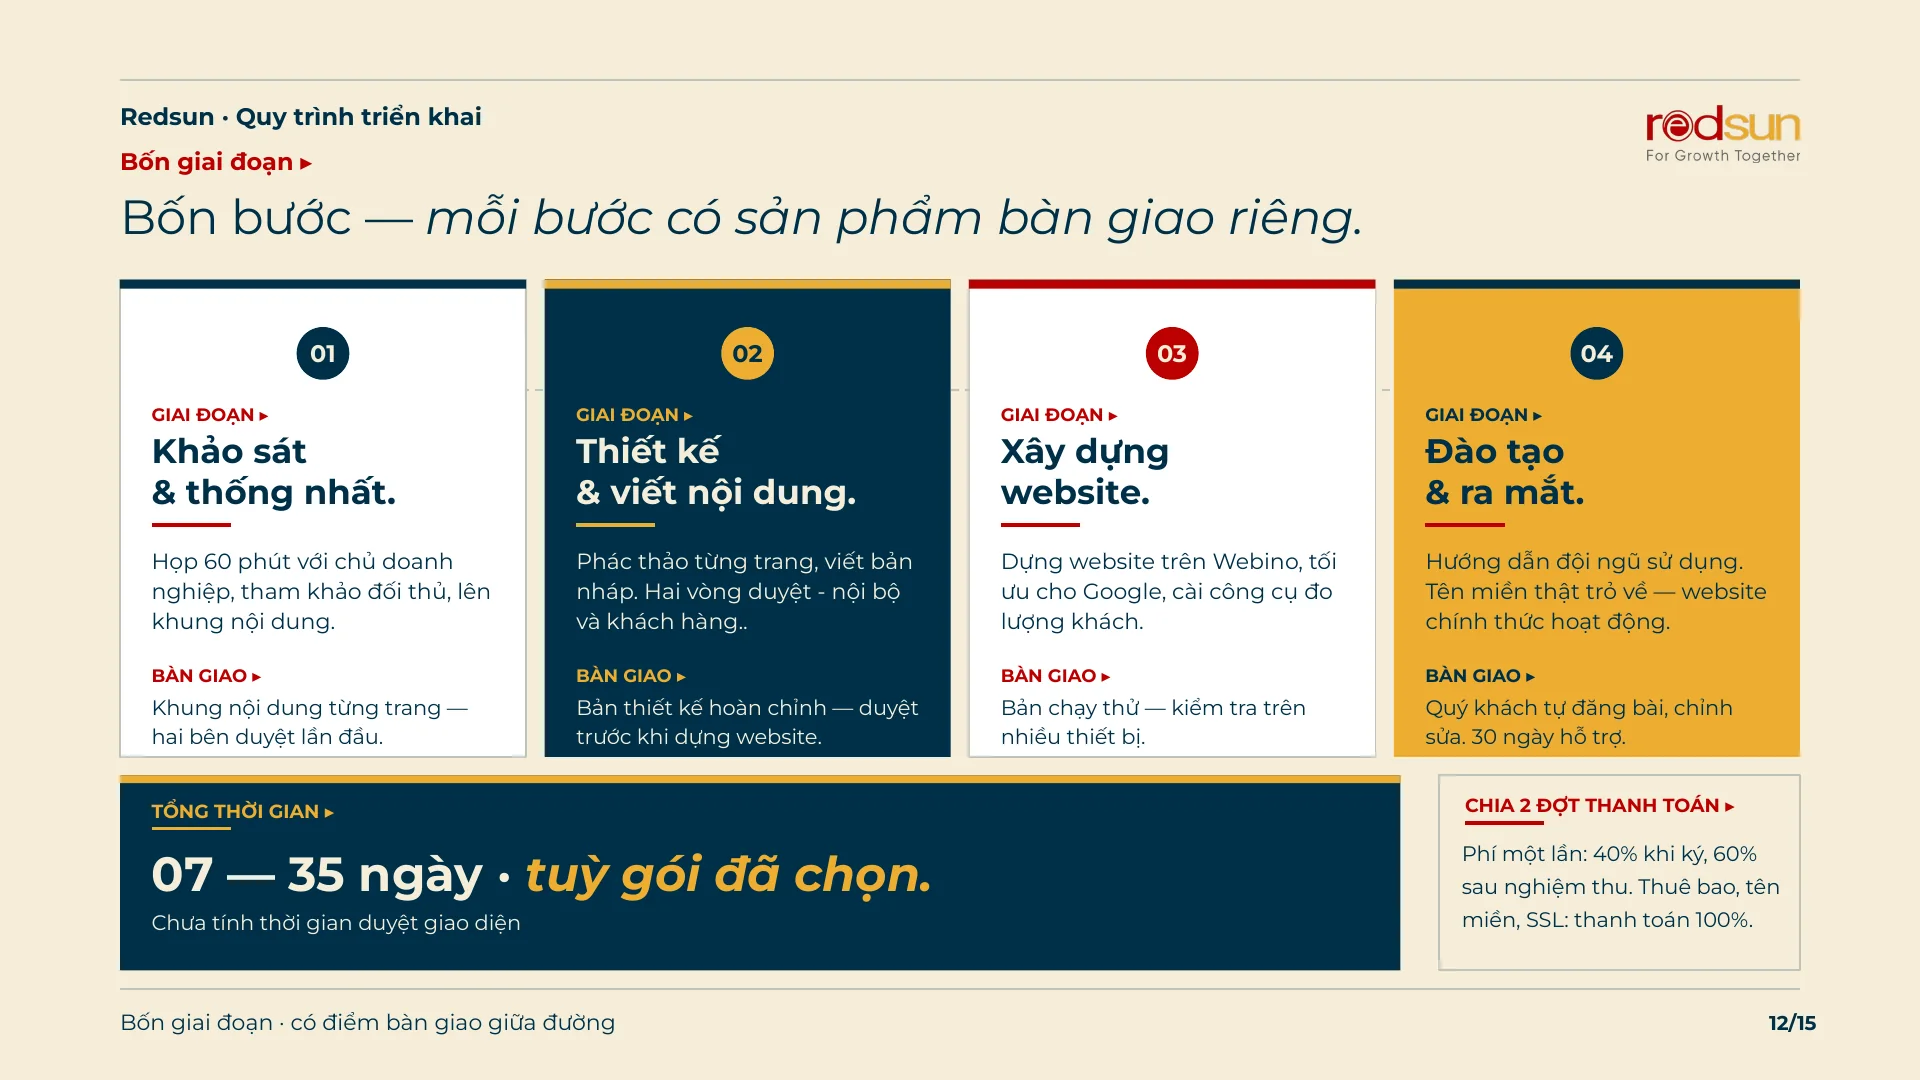 Redsun · Quy trình triển khai
redsun
For Growth Together
Bốn giai đoạn ▸
Bốn bước — mỗi bước có sản phẩm bàn giao riêng.
01
GIAI ĐOẠN ▸
Khảo sát
& thống nhất.
Họp 60 phút với chủ doanh
nghiệp, tham khảo đối thủ, lên
khung nội dung.
BÀN GIAO ▸
Khung nội dung từng trang —
hai bên duyệt lần đầu.
02
GIAI ĐOẠN ▸
Thiết kế
& viết nội dung.
Phác thảo từng trang, viết bản
nháp. Hai vòng duyệt - nội bộ
và khách hàng..
BÀN GIAO ▸
Bản thiết kế hoàn chỉnh — duyệt
trước khi dựng website.
03
GIAI ĐOẠN ▸
Xây dựng
website.
Dựng website trên Webino, tối
ưu cho Google, cài công cụ đo
lượng khách.
BÀN GIAO ▸
Bản chạy thử — kiểm tra trên
nhiều thiết bị.
04
GIAI ĐOẠN ▸
Đào tạo
& ra mắt.
Hướng dẫn đội ngũ sử dụng.
Tên miền thật trỏ về — website
chính thức hoạt động.
BÀN GIAO ▸
Quý khách tự đăng bài, chỉnh
sửa. 30 ngày hỗ trợ.
TỔNG THỜI GIAN ▸
07 — 35 ngày · tuỳ gói đã chọn.
Chưa tính thời gian duyệt giao diện
CHIA 2 ĐỢT THANH TOÁN ▸
Phí một lần: 40% khi ký, 60%
sau nghiệm thu. Thuê bao, tên
miền, SSL: thanh toán 100%.
Bốn giai đoạn · có điểm bàn giao giữa đường
12/15